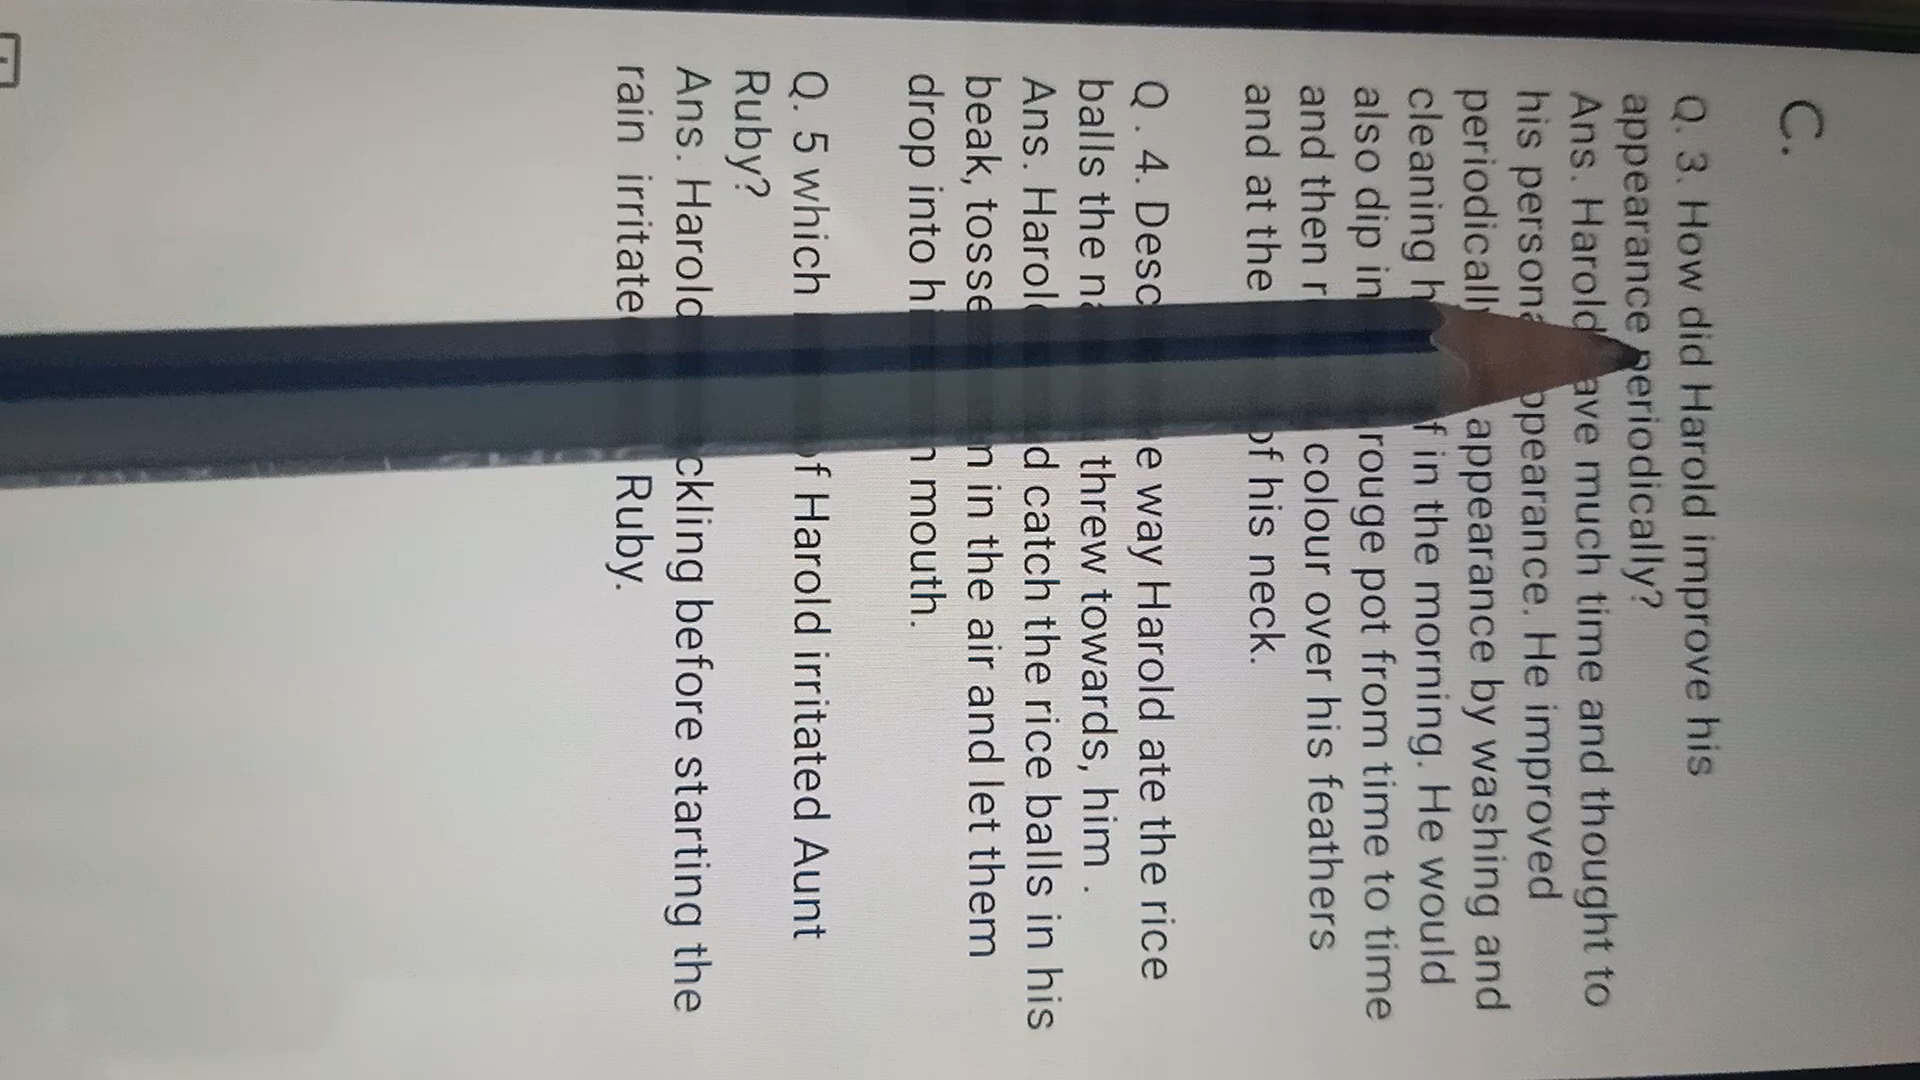 C.
Q. 3. How did Harold improve his
appearance periodically?
Ans. Harold ave much time and thought to
his persona ppearance. He improved
periodicall appearance by washing and
cleaning h f in the morning. He would
also dip in rouge pot from time to time
and then r colour over his feathers
and at the of his neck.
Q . 4. Desc e way Harold ate the rice
balls the na threw towards, him .
Ans. Harol d catch the rice balls in his
beak, tosse m in the air and let them
drop into h n mouth.
Q. 5 which of Harold irritated Aunt
Ruby?
Ans. Harold ckling before starting the
rain irritate Ruby.